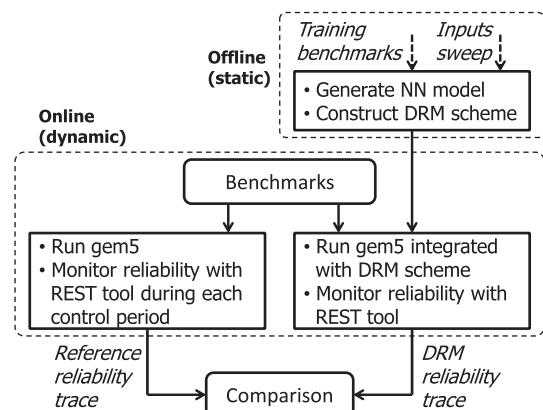 Training
benchmarks
Inputs
sweep
Offline
(static)
• Generate NN model
• Construct DRM scheme
Online
(dynamic)
Benchmarks
• Run gem5
• Monitor reliability with
REST tool during each
control period
• Run gem5 integrated
with DRM scheme
• Monitor reliability with
REST tool
Reference
reliability
trace
DRM
reliability
trace
Comparison